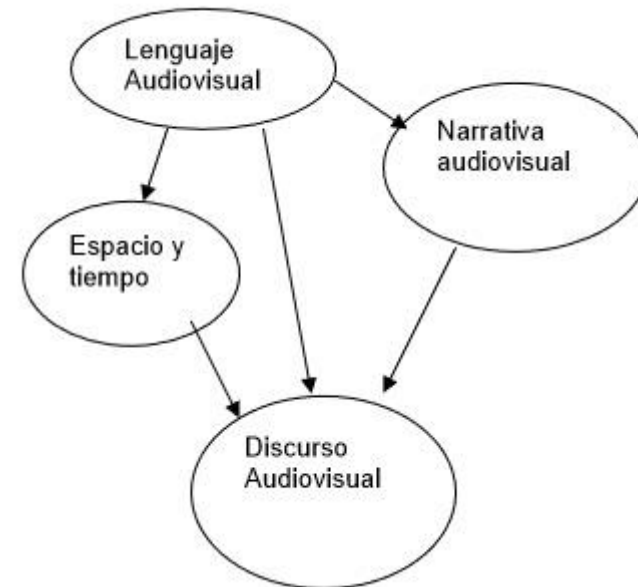 Lenguaje
Audiovisual
Narrativa
audiovisual
Espacio y
tiempo
Discurso
Audiovisual